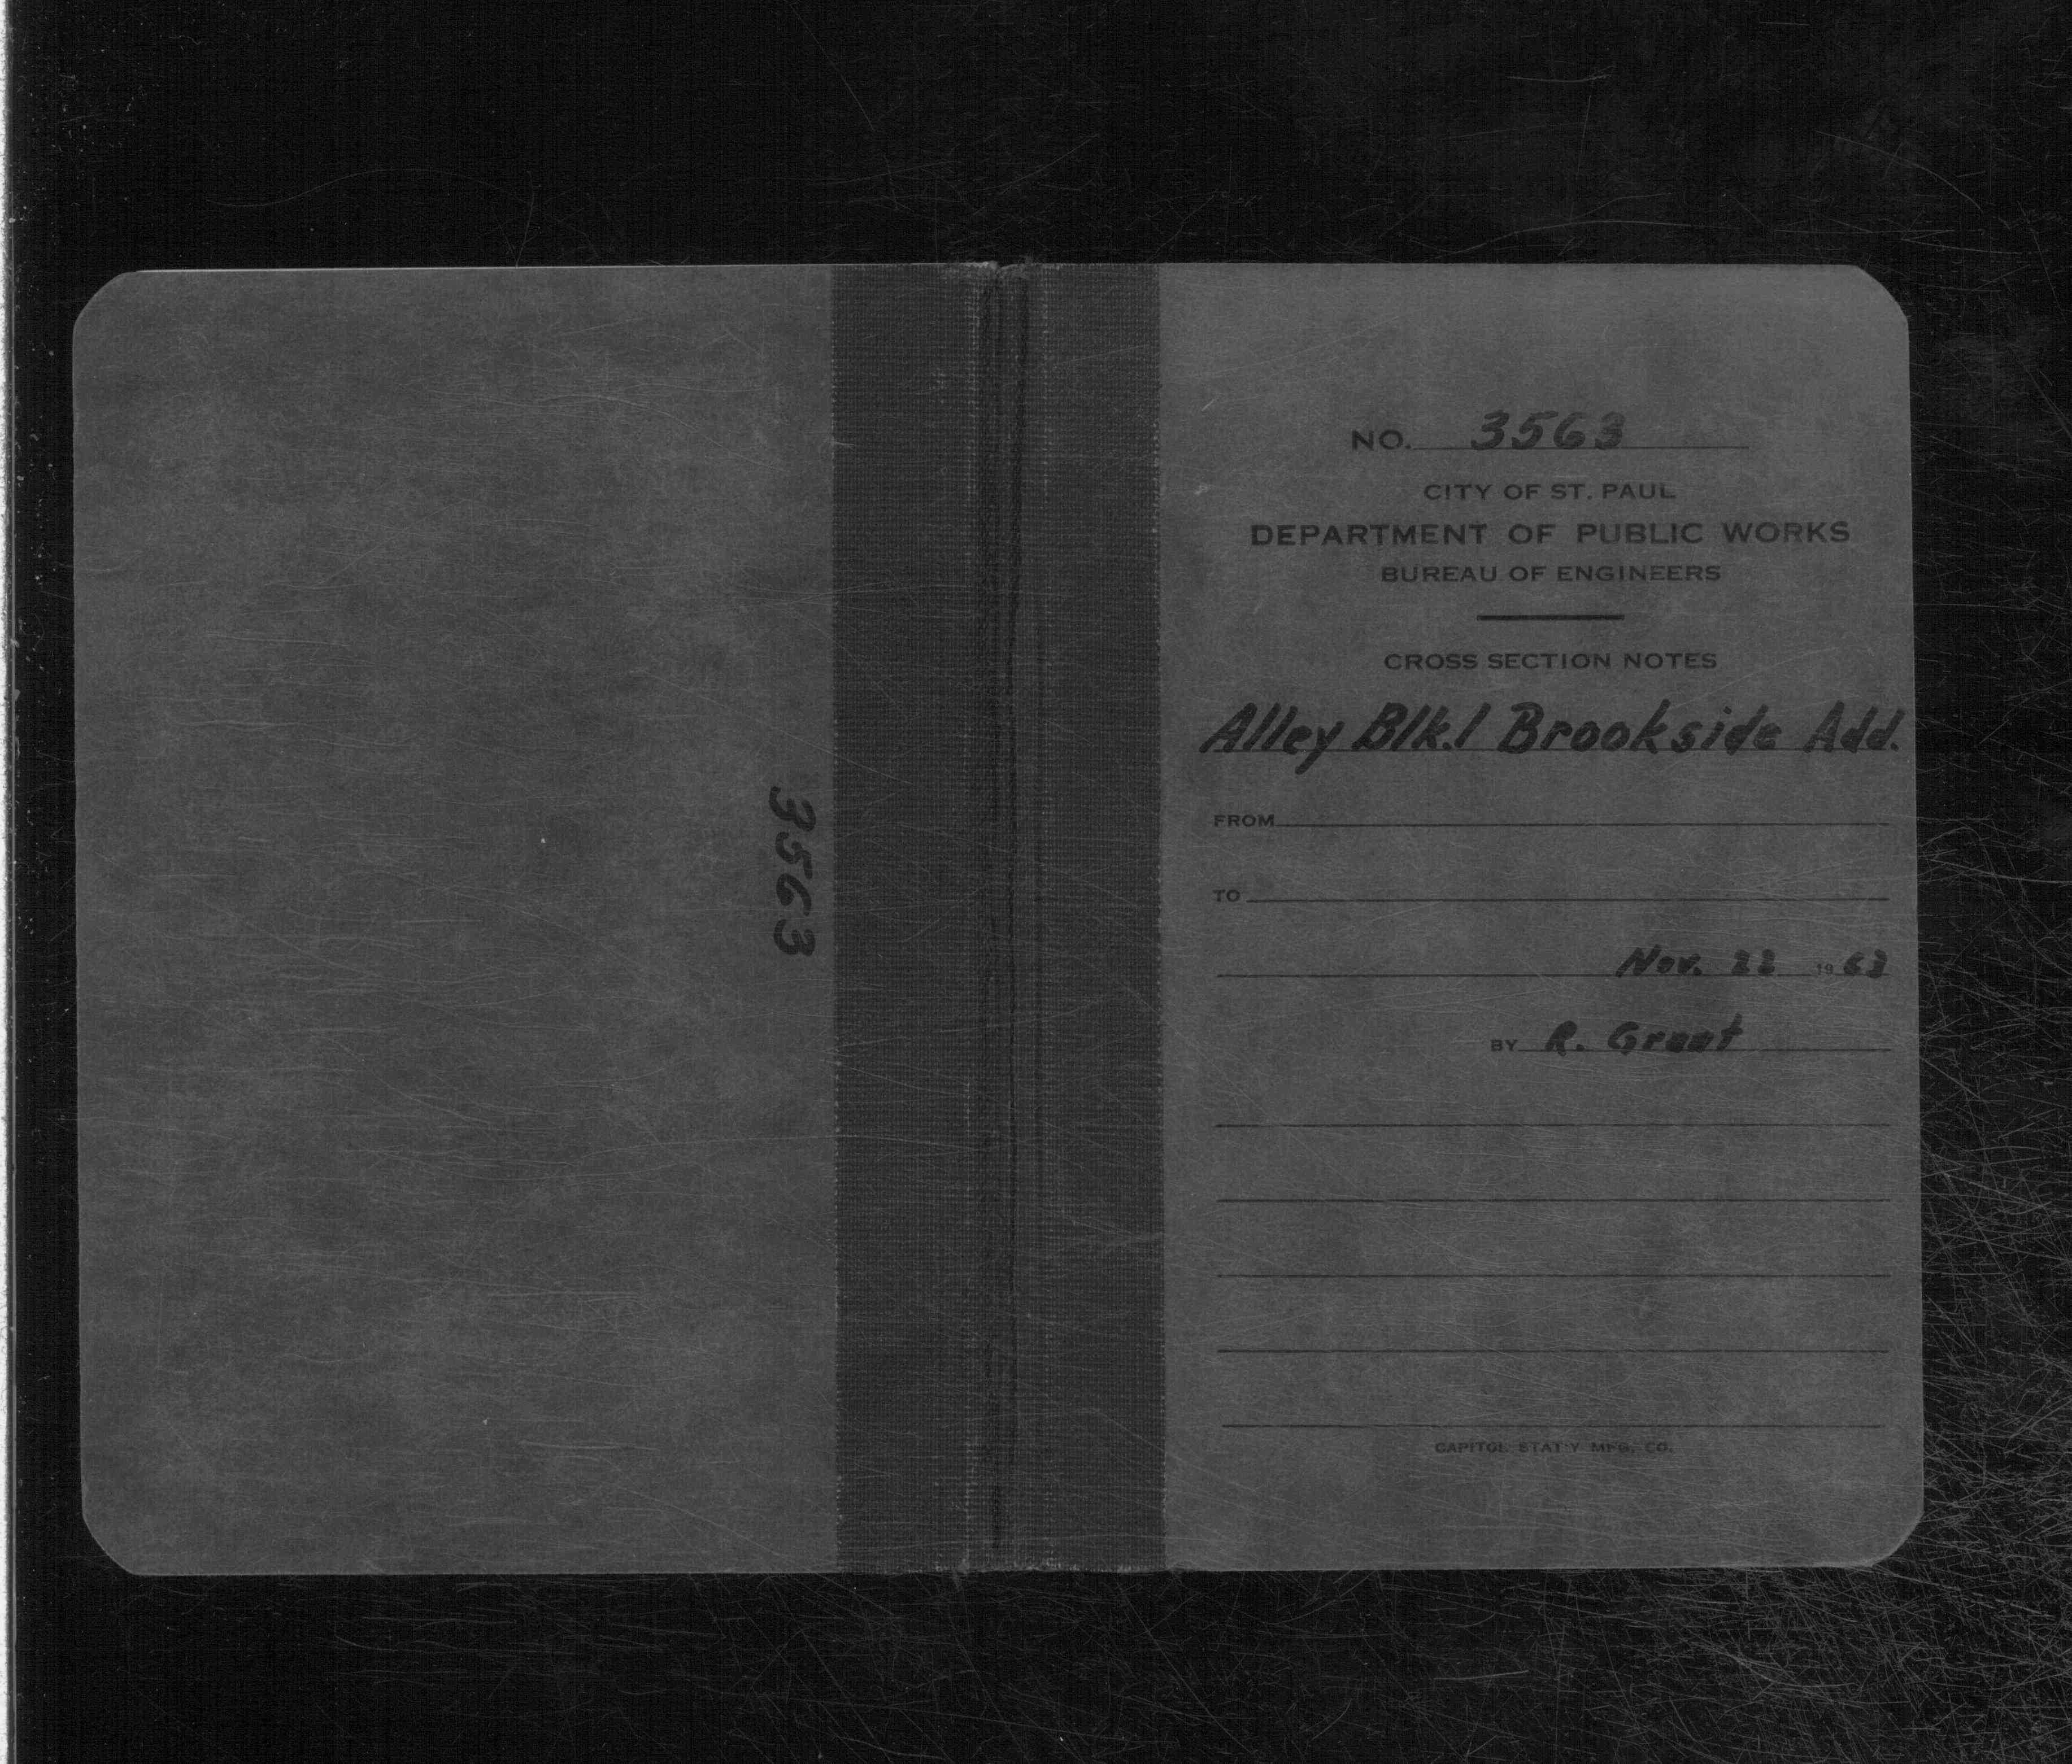 3563
NO. 3563
CITY OF ST. PAUL
DEPARTMENT OF PUBLIC WORKS
BUREAU OF ENGINEERS
CROSS SECTION NOTES
Alley Blk.1 Brookside Add.
FROM
TO
Nov. 22 1963
BY R. Grant
CAPITOL STAT'Y MFG. CO.